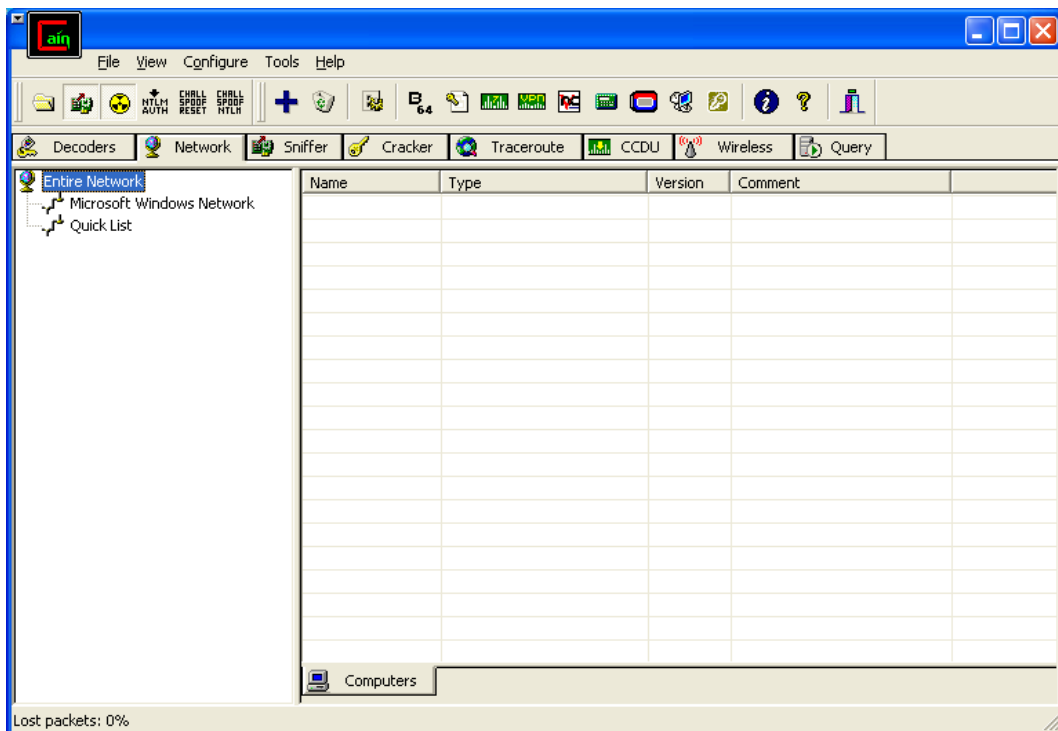 Cain
File View Configure Tools Help
NTLM AUTH CHALL SPOOF RESET CHALL SPOOF NTLM B64
Decoders Network Sniffer Cracker Traceroute CCDU Wireless Query
Entire Network Name Type Version Comment
Microsoft Windows Network
Quick List
Computers
Lost packets: 0%